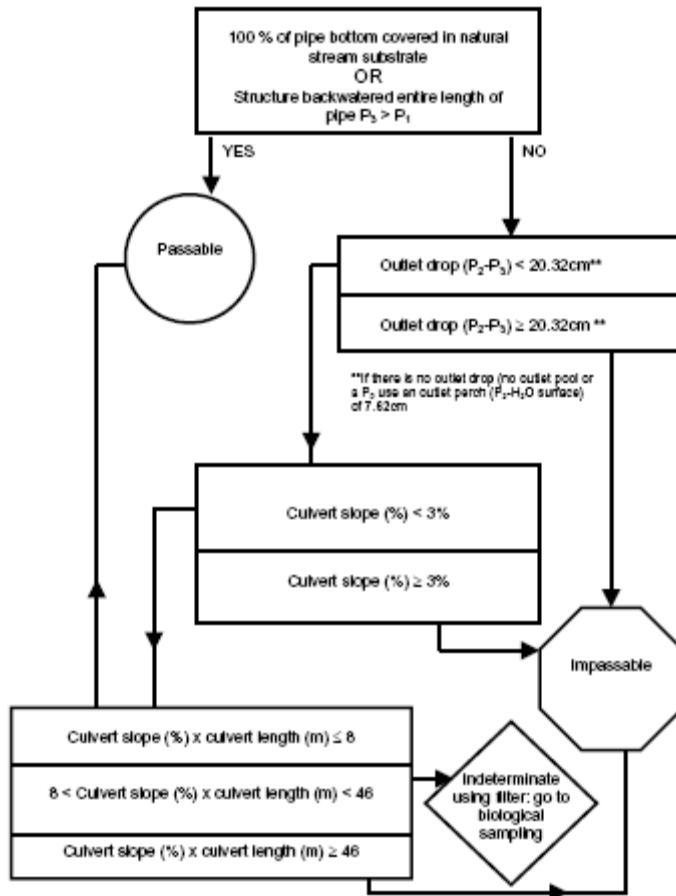 100 % of pipe bottom covered in natural
stream substrate
OR
Structure backwatered entire length of
pipe P₃ > P₁
YES
NO
Passable
Outlet drop (P₂-P₃) < 20.32cm**
Outlet drop (P₂-P₃) ≥ 20.32cm **
**If there is no outlet drop (no outlet pool or
a P₃ use an outlet perch (P₂-H₂O surface)
of 7.62cm
Culvert slope (%) < 3%
Culvert slope (%) ≥ 3%
Impassable
Culvert slope (%) x culvert length (m) ≤ 8
8 < Culvert slope (%) x culvert length (m) < 46
Culvert slope (%) x culvert length (m) ≥ 46
Indeterminate
using filter: go to
biological
sampling